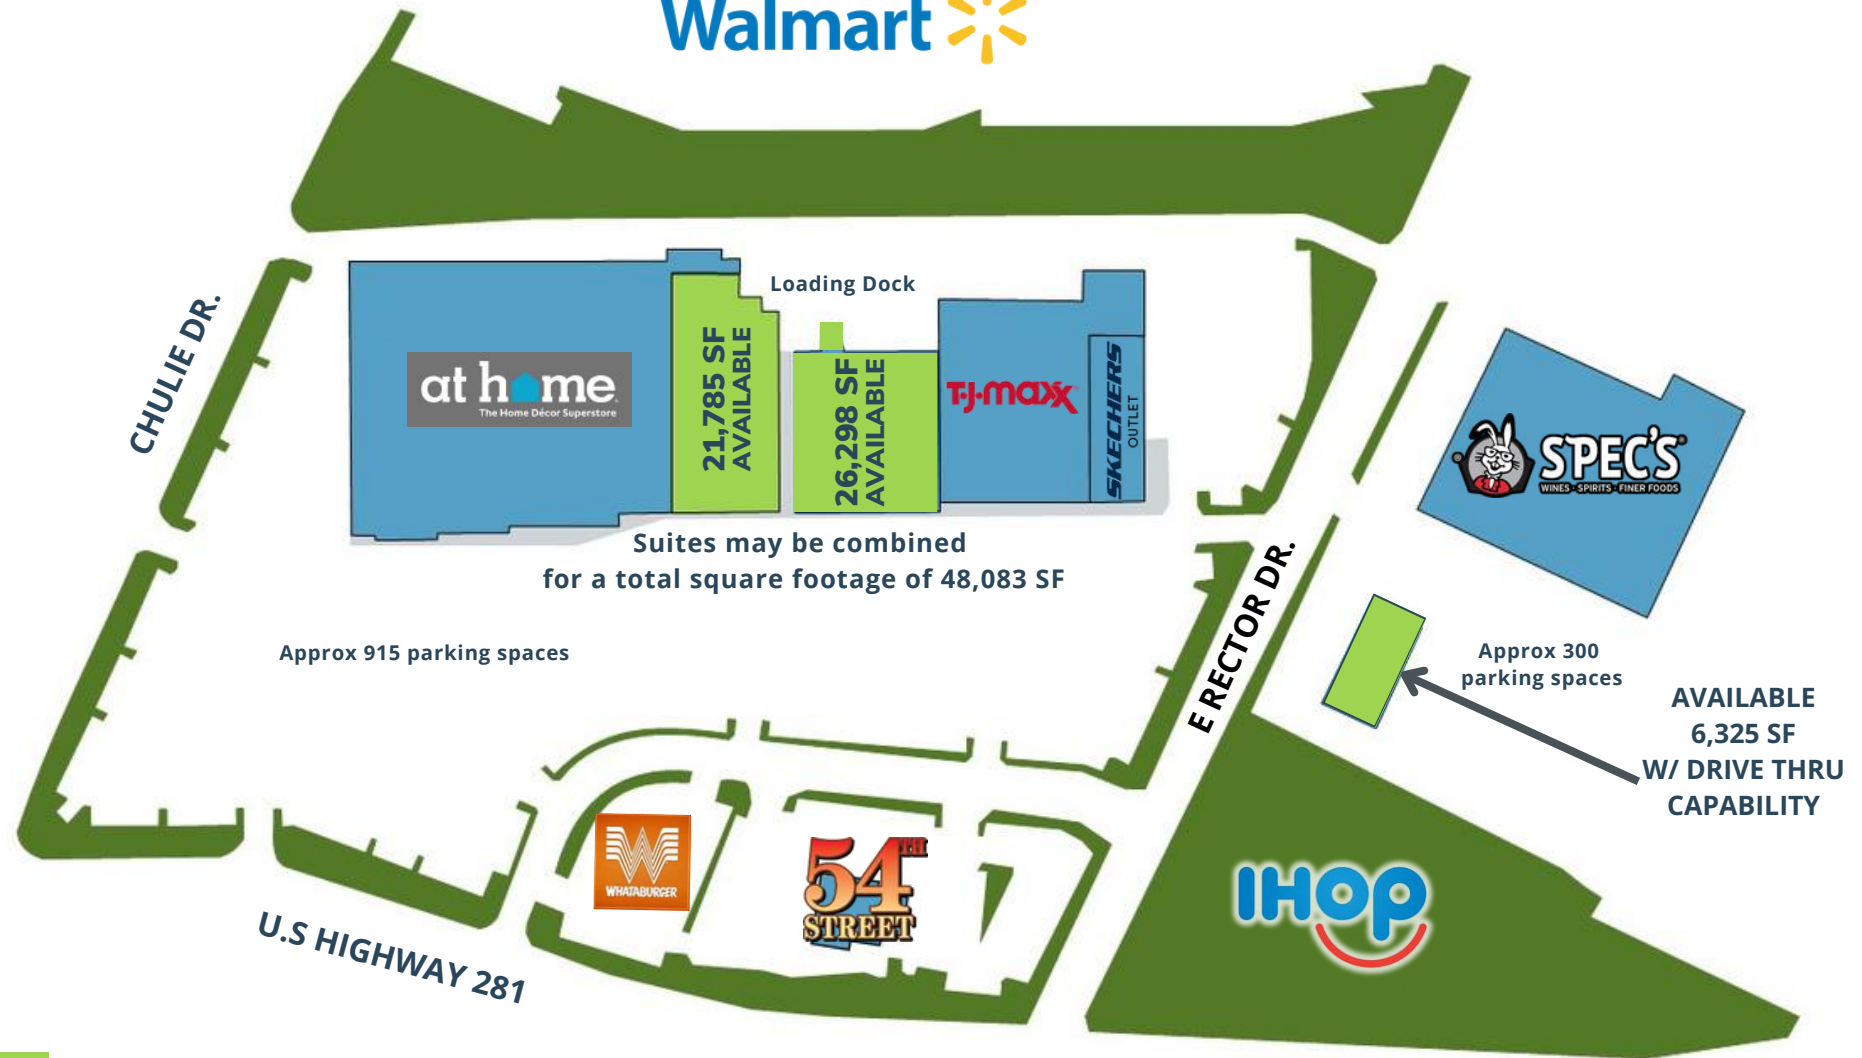 Walmart
Loading Dock
CHULIE DR.
at home.
The Home Décor Superstore
21,785 SF
AVAILABLE
26,298 SF
AVAILABLE
T·J·maxx
SKECHERS
OUTLET
SPEC'S
WINES · SPIRITS · FINER FOODS
Suites may be combined
for a total square footage of 48,083 SF
E RECTOR DR.
Approx 915 parking spaces
Approx 300
parking spaces
AVAILABLE
6,325 SF
W/ DRIVE THRU
CAPABILITY
W
WHATABURGER
54TH
STREET
IHOP
U.S HIGHWAY 281